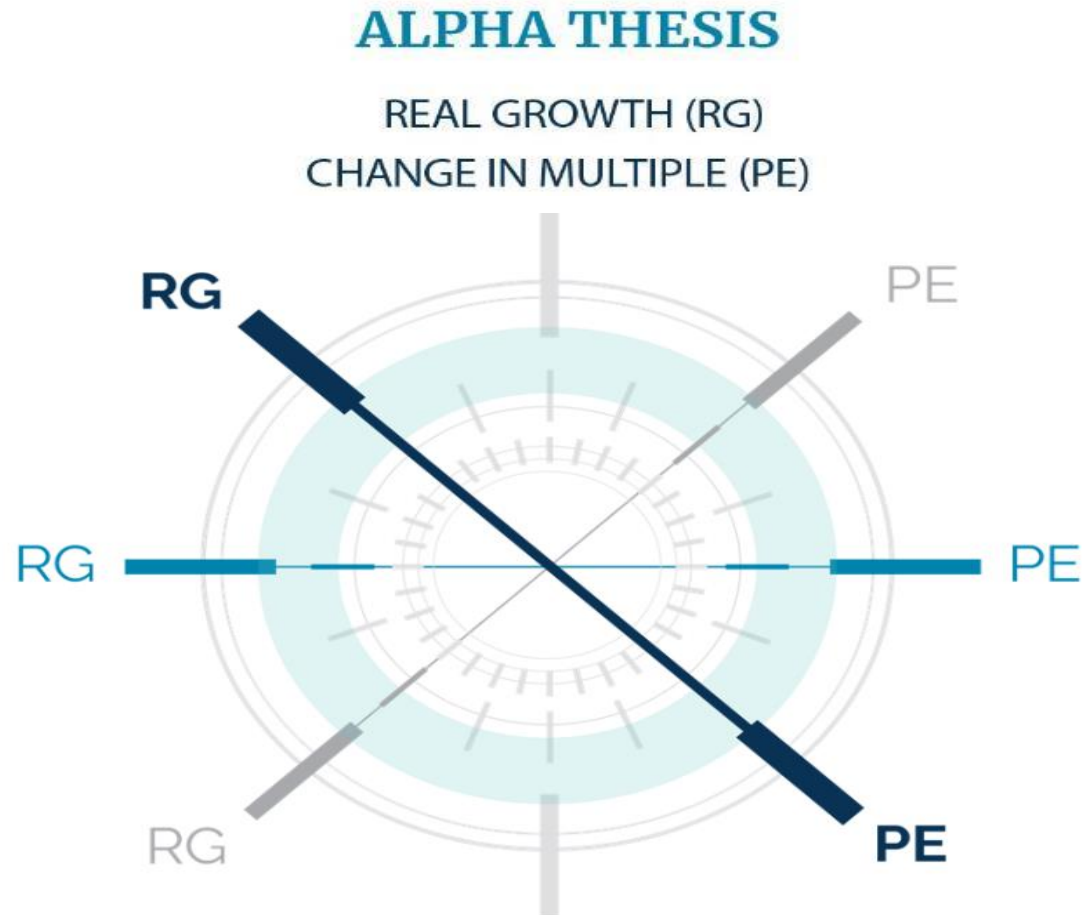 ALPHA THESIS
REAL GROWTH (RG)
CHANGE IN MULTIPLE (PE)
RG
PE
RG
PE
RG
PE